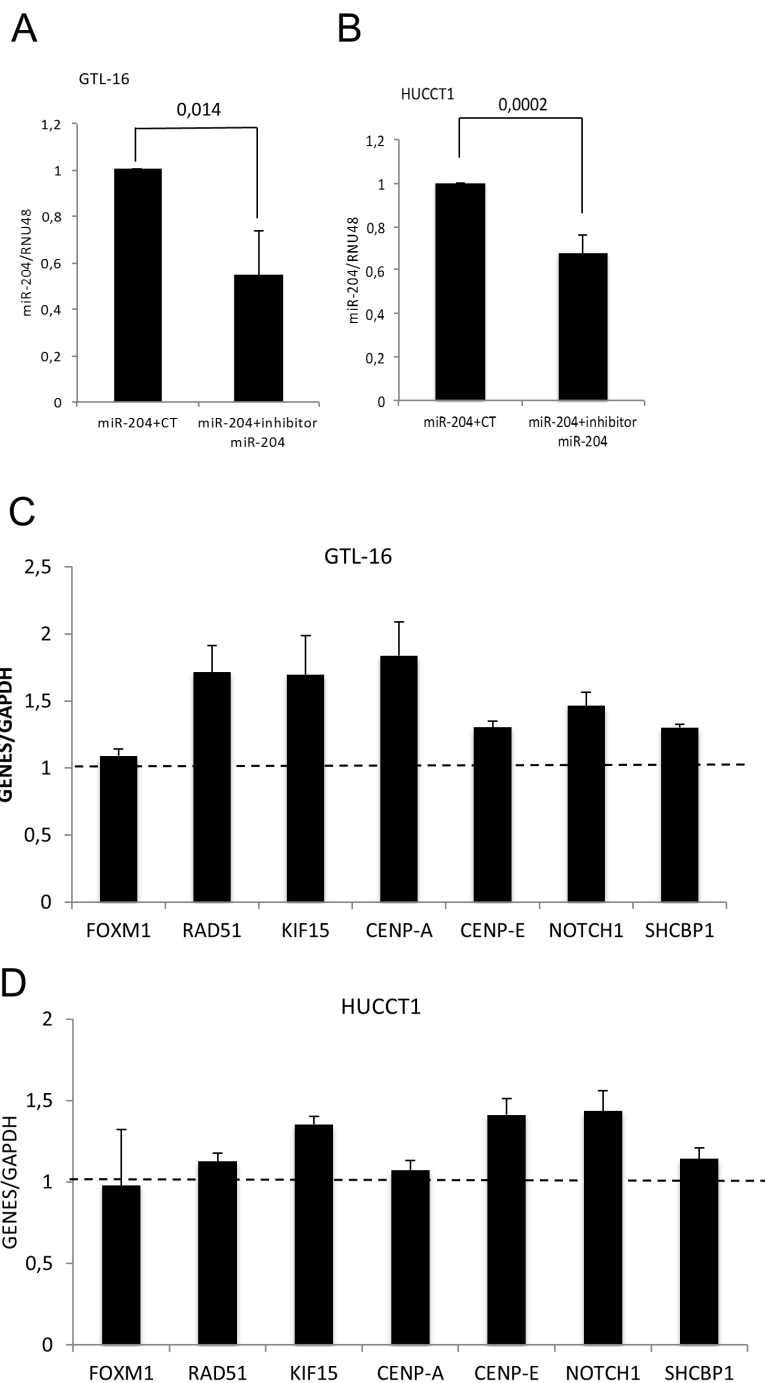 A
GTL-16
0,014
1,2
1
0,8
0,6
0,4
0,2
0
miR-204/RNU48
miR-204+CT
miR-204+inhibitor
miR-204
B
HUCCT1
0,0002
1,2
1
0,8
0,6
0,4
0,2
0
miR-204/RNU48
miR-204+CT
miR-204+inhibitor
miR-204
C
GTL-16
2,5
2
1,5
1
0,5
0
GENES/GAPDH
FOXM1 RAD51 KIF15 CENP-A CENP-E NOTCH1 SHCBP1
D
HUCCT1
2
1,5
1
0,5
0
GENES/GAPDH
FOXM1 RAD51 KIF15 CENP-A CENP-E NOTCH1 SHCBP1